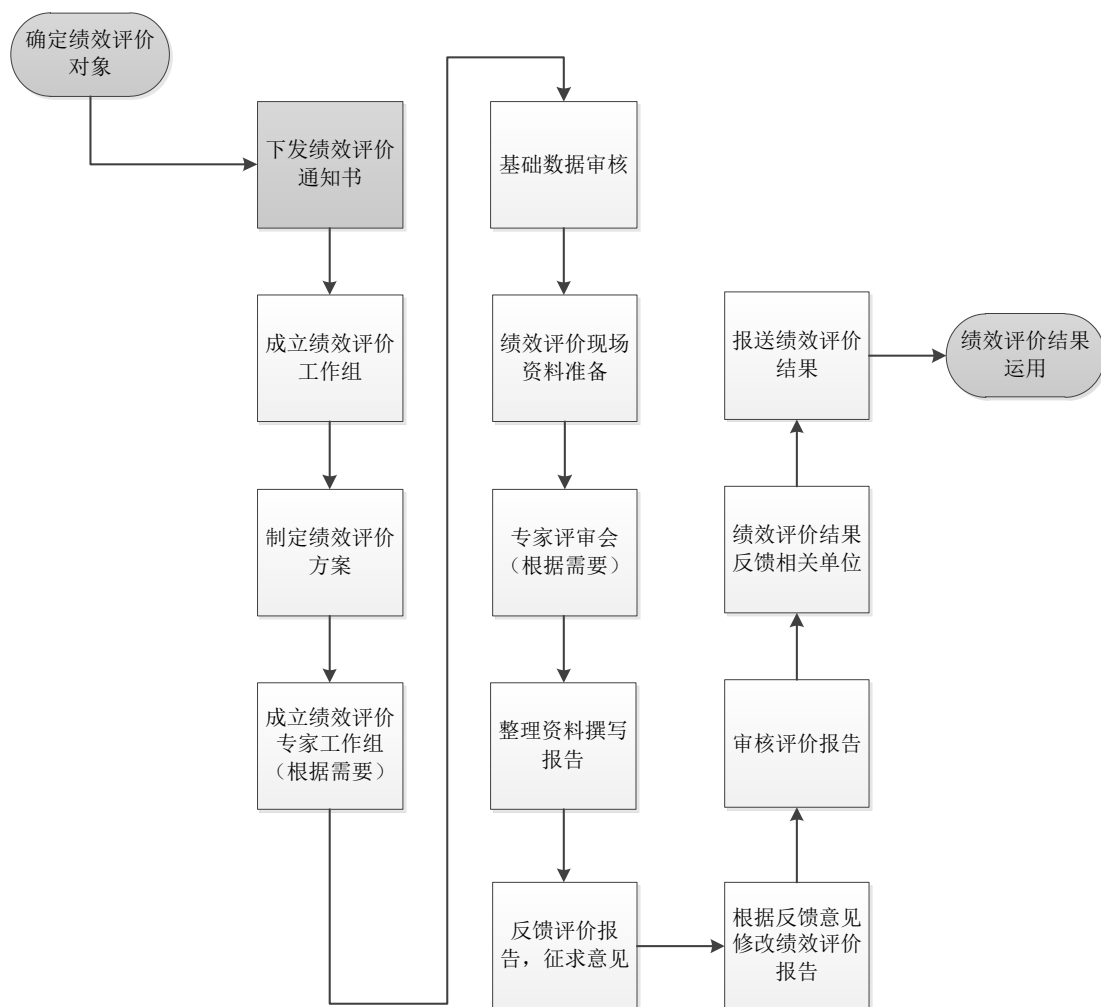 确定绩效评价
对象
下发绩效评价
通知书
成立绩效评价
工作组
制定绩效评价
方案
成立绩效评价
专家工作组
（根据需要）
基础数据审核
绩效评价现场
资料准备
专家评审会
（根据需要）
整理资料撰写
报告
反馈评价报
告，征求意见
根据反馈意见
修改绩效评价
报告
审核评价报告
绩效评价结果
反馈相关单位
报送绩效评价
结果
绩效评价结果
运用